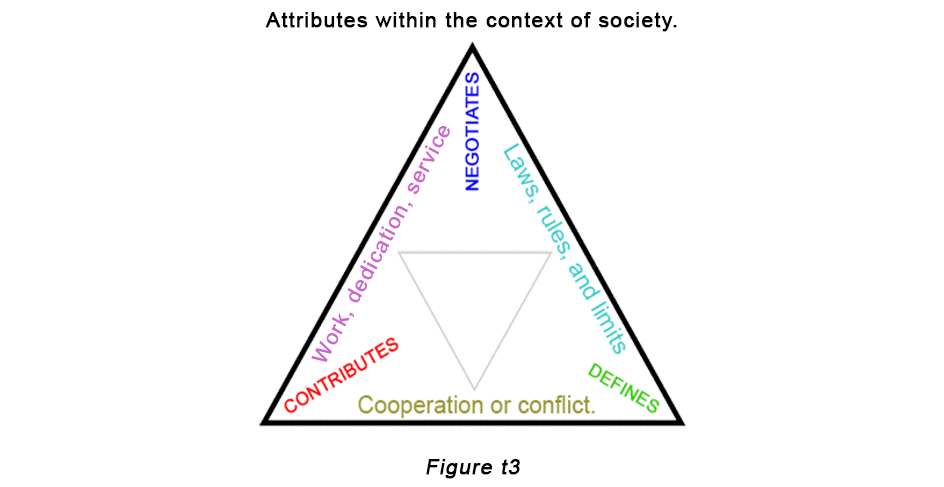 Attributes within the context of society.
NEGOTIATES
Work, dedication, service
Laws, rules, and limits
CONTRIBUTES
DEFINES
Cooperation or conflict.
Figure t3